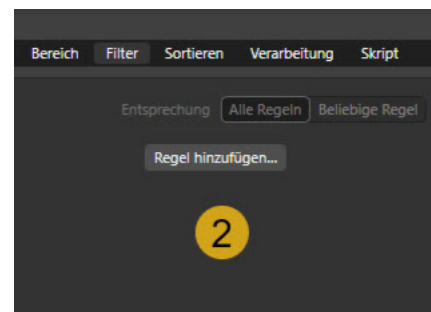 Bereich Filter Sortieren Verarbeitung Skript
Entsprechung Alle Regeln Beliebige Regel
Regel hinzufügen...
2